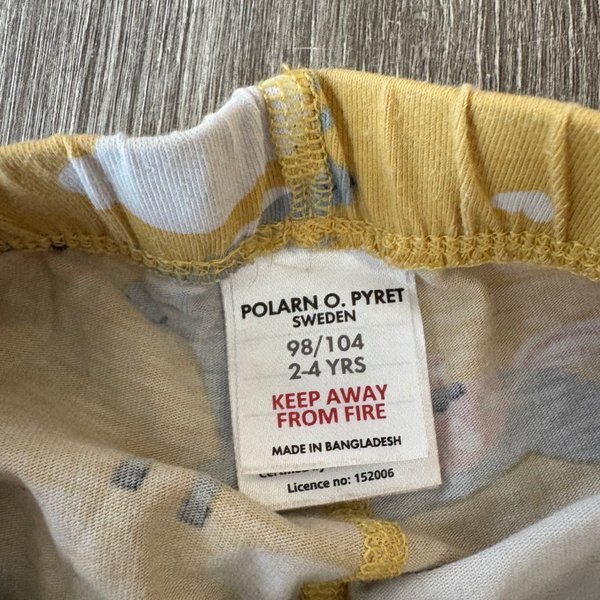 POLARN O. PYRET
SWEDEN
98/104
2-4 YRS
KEEP AWAY
FROM FIRE
MADE IN BANGLADESH
Licence no: 152006